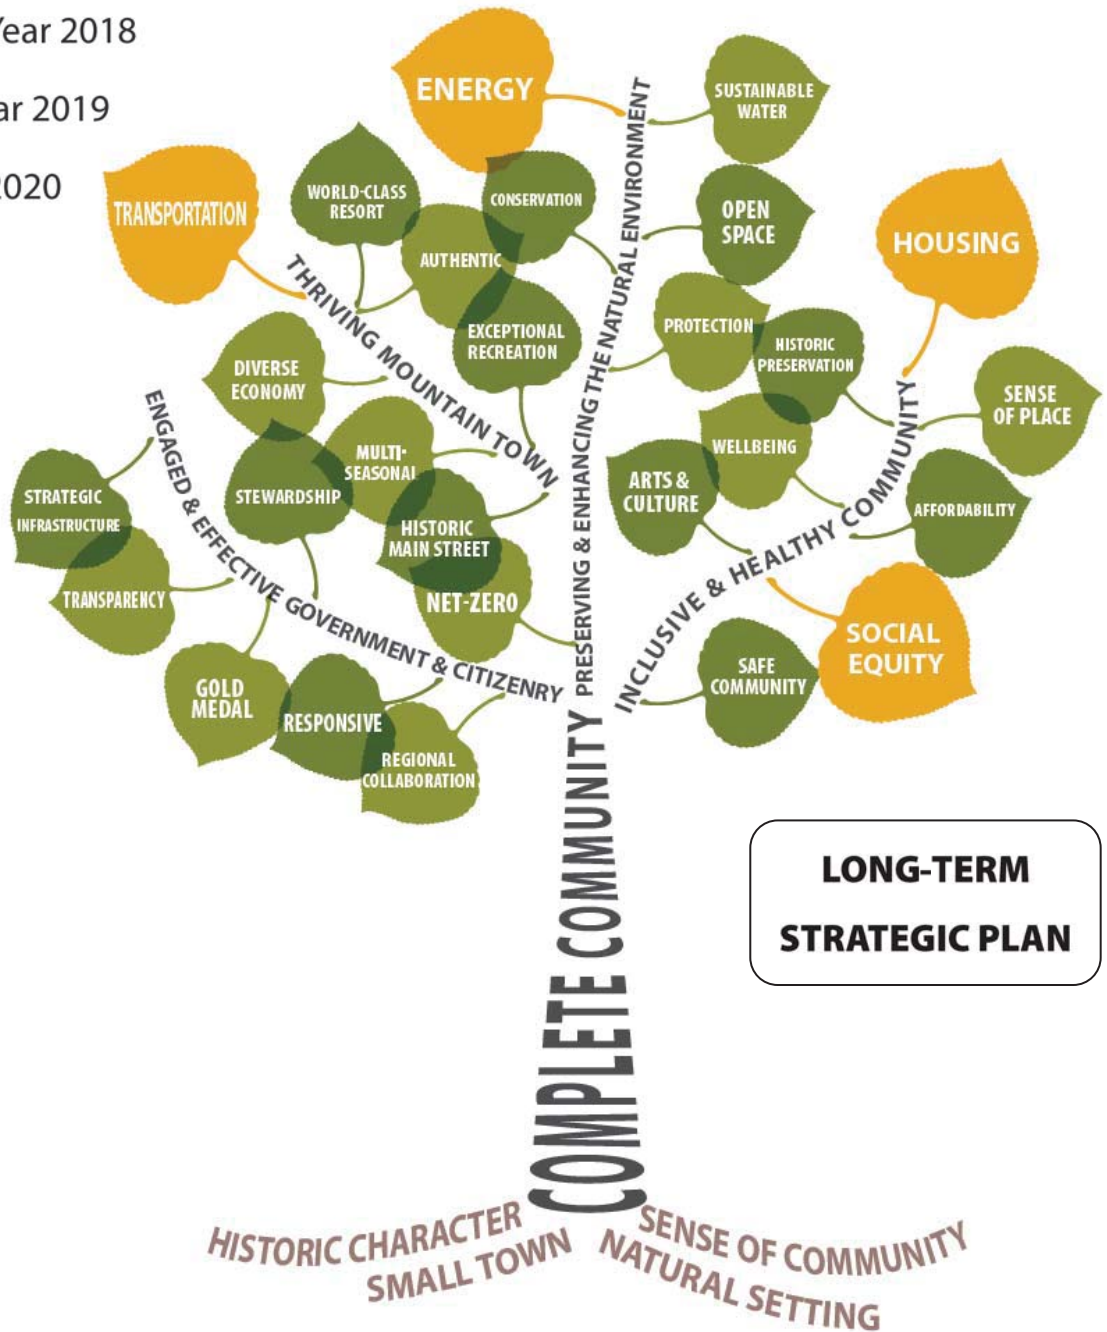 Year 2018
ar 2019
2020
ENERGY
SUSTAINABLE
WATER
TRANSPORTATION
WORLD-CLASS
RESORT
CONSERVATION
OPEN
SPACE
HOUSING
AUTHENTIC
THRIVING MOUNTAIN TOWN
EXCEPTIONAL
RECREATION
PROTECTION
HISTORIC
PRESERVATION
DIVERSE
ECONOMY
SENSE
OF PLACE
PRESERVING & ENHANCING THE NATURAL ENVIRONMENT
ENGAGED & EFFECTIVE GOVERNMENT & CITIZENRY
MULTI-
SEASONAL
WELLBEING
STRATEGIC
INFRASTRUCTURE
STEWARDSHIP
ARTS &
CULTURE
AFFORDABILITY
HISTORIC
MAIN STREET
INCLUSIVE & HEALTHY COMMUNITY
TRANSPARENCY
NET-ZERO
SOCIAL
EQUITY
GOLD
MEDAL
RESPONSIVE
SAFE
COMMUNITY
REGIONAL
COLLABORATION
COMPLETE COMMUNITY
LONG-TERM
STRATEGIC PLAN
HISTORIC CHARACTER
SMALL TOWN
SENSE OF COMMUNITY
NATURAL SETTING